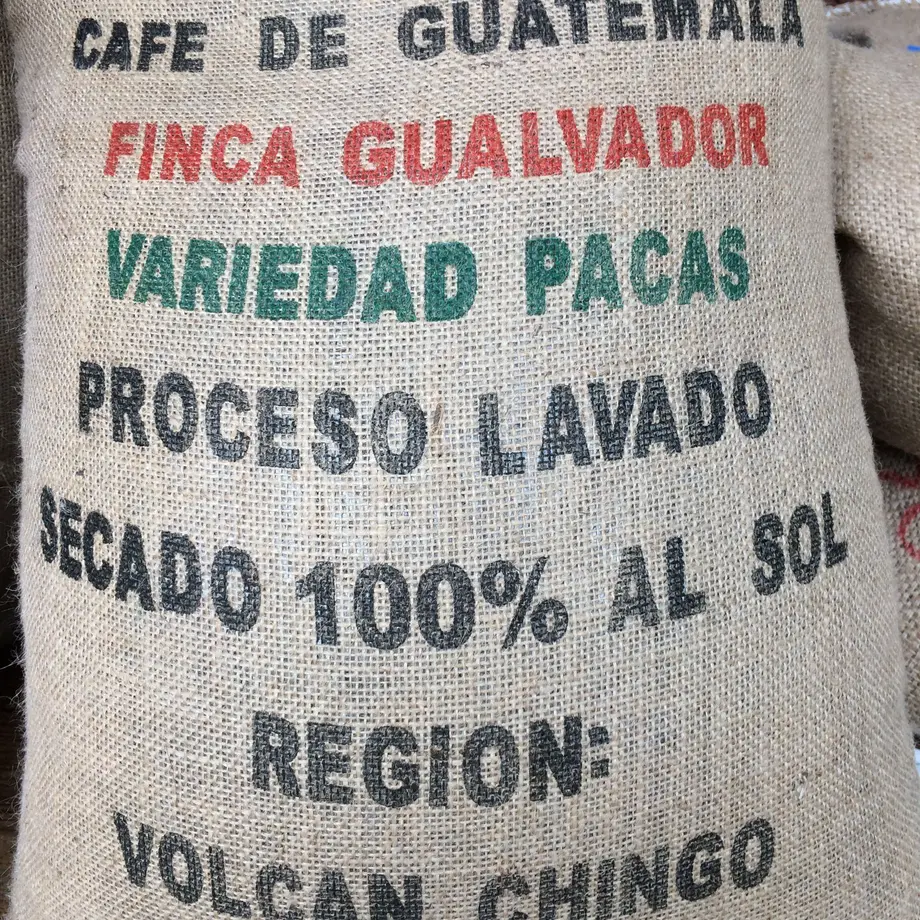 CAFE DE GUATEMALA
FINCA GUALVADOR
VARIEDAD PACAS
PROCESO LAVADO
SECADO 100% AL SOL
REGION:
VOLCAN CHINGO